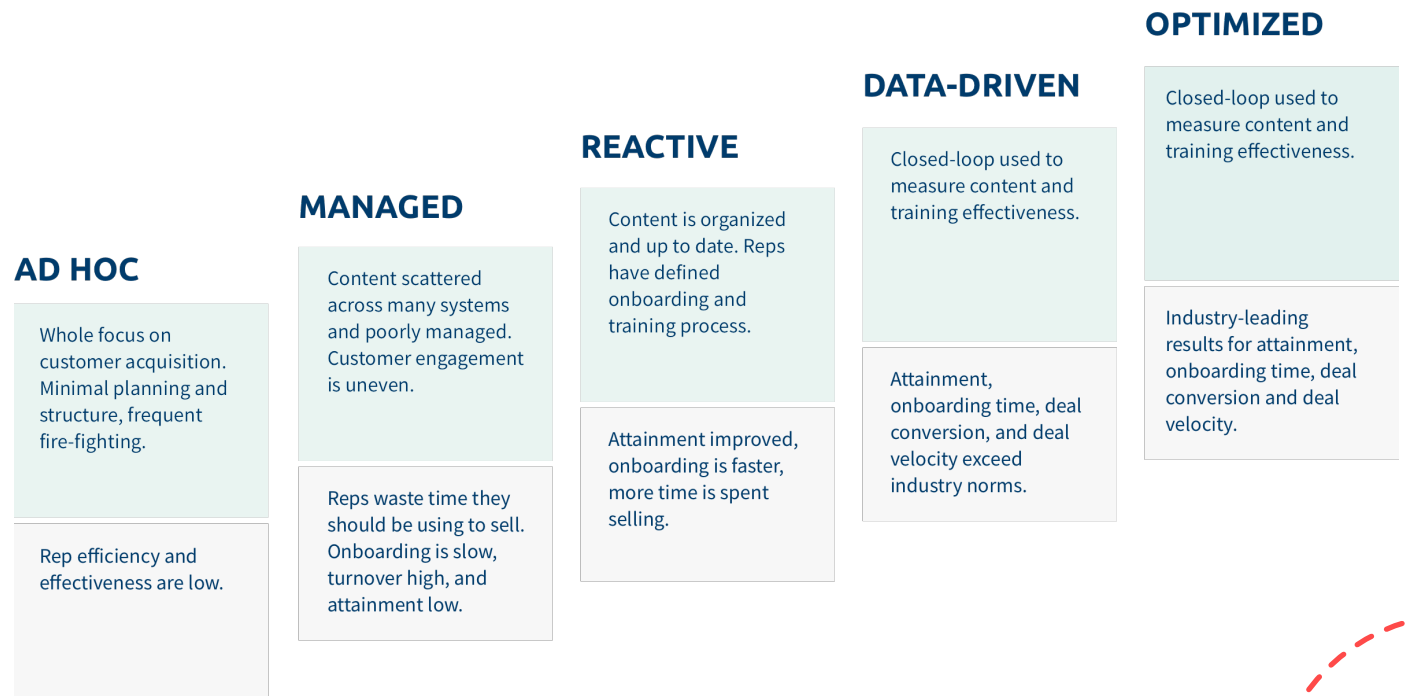 AD HOC
Whole focus on
customer acquisition.
Minimal planning and
structure, frequent
fire-fighting.
Rep efficiency and
effectiveness are low.
MANAGED
Content scattered
across many systems
and poorly managed.
Customer engagement
is uneven.
Reps waste time they
should be using to sell.
Onboarding is slow,
turnover high, and
attainment low.
REACTIVE
Content is organized
and up to date. Reps
have defined
onboarding and
training process.
Attainment improved,
onboarding is faster,
more time is spent
selling.
DATA-DRIVEN
Closed-loop used to
measure content and
training effectiveness.
Attainment,
onboarding time, deal
conversion, and deal
velocity exceed
industry norms.
OPTIMIZED
Closed-loop used to
measure content and
training effectiveness.
Industry-leading
results for attainment,
onboarding time, deal
conversion and deal
velocity.